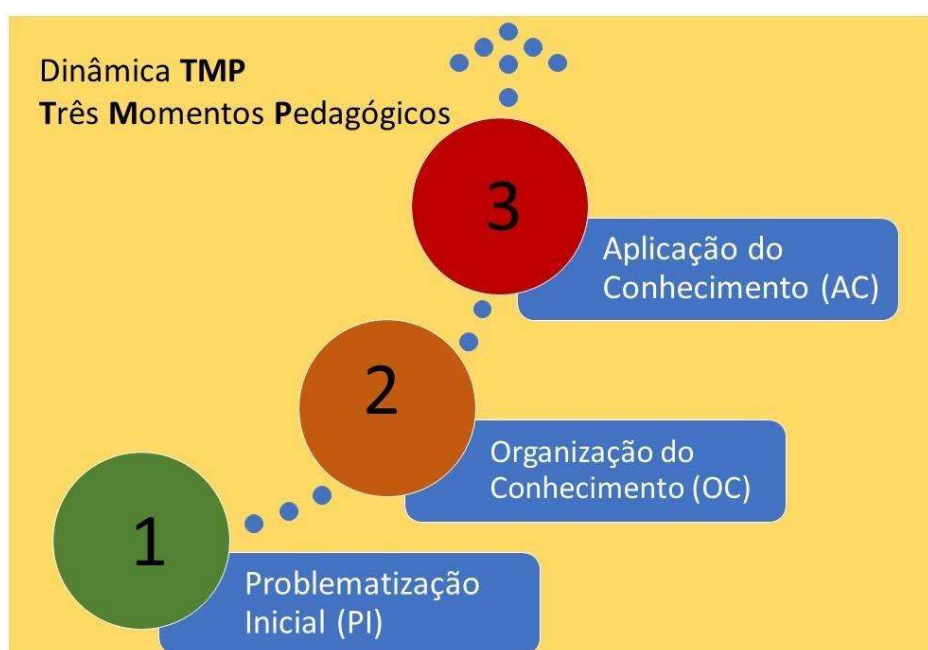 Dinâmica TMP
Três Momentos Pedagógicos
3
Aplicação do
Conhecimento (AC)
2
Organização do
Conhecimento (OC)
1
Problematização
Inicial (PI)